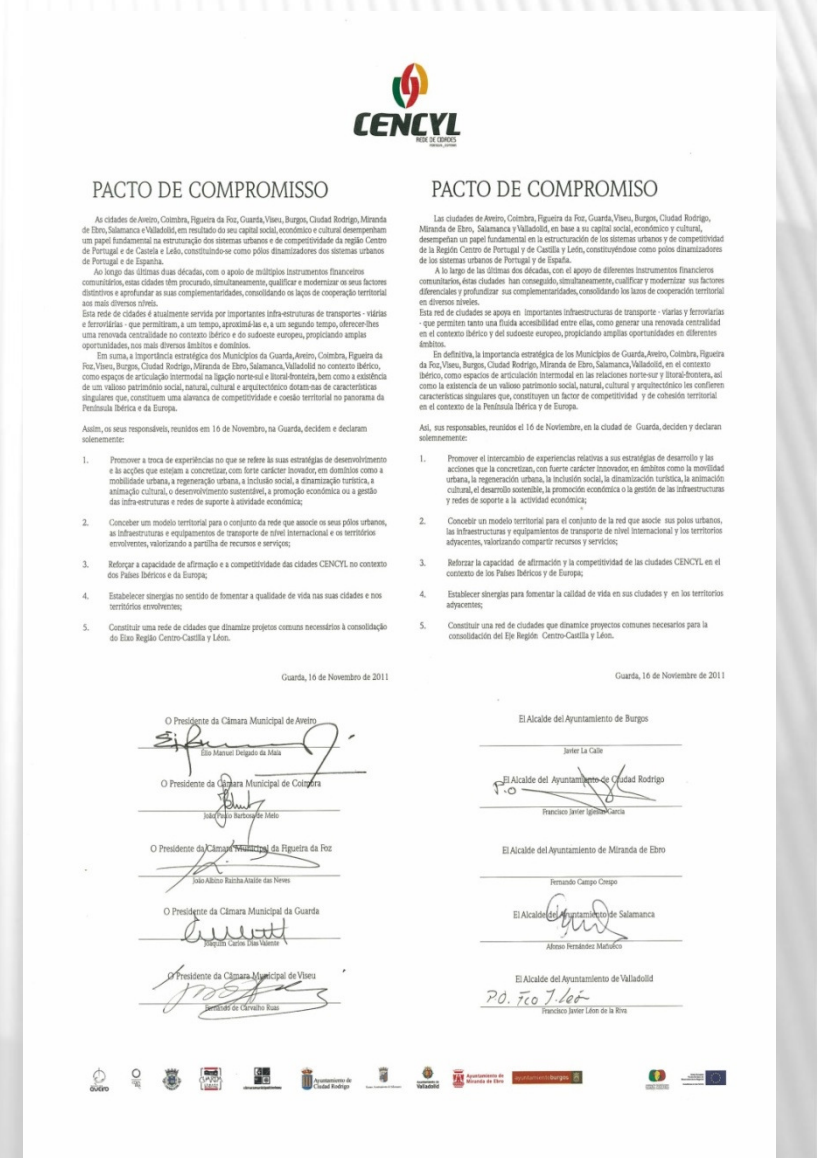 CENCYL
REDE DE CIDADES
PACTO DE COMPROMISSO
As cidades de Aveiro, Coimbra, Figueira da Foz, Guarda, Viseu, Burgos, Ciudad Rodrigo, Miranda
de Ebro, Salamanca e Valladolid, em resultado do seu capital social, económico e cultural desempenham
um papel fundamental na estruturação dos sistemas urbanos e de competividade da região Centro
de Portugal e de Castela e Leão, constituindo-se como pólos dinamizadores dos sistemas urbanos
de Portugal e de Espanha.
Ao longo das últimas duas décadas, com o apoio de múltiplos instrumentos financeiros
comunitários, estas cidades têm procurado, simultaneamente, qualificar e modernizar os seus factores
distintivos e aprofundar as suas complementaridades, consolidando os laços de cooperação territorial
aos mais diversos níveis.
Esta rede de cidades é atualmente servida por importantes infra-estruturas de transportes - viárias
e ferroviárias - que permitiram, a um tempo, aproximá-las e, a um segundo tempo, oferecer-lhes
uma renovada centralidade no contexto ibérico e do sudoeste europeu, propiciando amplas
oportunidades, nos mais diversos âmbitos e domínios.
Em suma, a importância estratégica dos Municípios da Guarda, Aveiro, Coimbra, Figueira da
Foz, Viseu, Burgos, Ciudad Rodrigo, Miranda de Ebro, Salamanca, Valladolid no contexto ibérico,
como espaços de articulação intermodal na ligação norte-sul e litoral-fronteira, bem como a existência
de um valioso património social, natural, cultural e arquitectónico dotam-nas de características
singulares que, constituem uma alavanca de competividade e coesão territorial no panorama da
Península Ibérica e da Europa.
Assim, os seus responsáveis, reunidos em 16 de Novembro, na Guarda, decidem e declaram
solenemente:
1. Promover a troca de experiências no que se refere às suas estratégias de desenvolvimento
e às acções que estejam a concretizar, com forte carácter inovador, em domínios como a
mobilidade urbana, a regeneração urbana, a inclusão social, a dinamização turística, a
animação cultural, o desenvolvimento sustentável, a promoção económica ou a gestão
das infra-estruturas e redes de suporte à atividade económica;
2. Conceber um modelo territorial para o conjunto da rede que associe os seus pólos urbanos,
as infraestruturas e equipamentos de transporte de nível internacional e os territórios
envolventes, valorizando a partilha de recursos e serviços;
3. Reforçar a capacidade de afirmação e a competividade das cidades CENCYL no contexto
dos Países Ibéricos e da Europa;
4. Estabelecer sinergias no sentido de fomentar a qualidade de vida nas suas cidades e nos
territórios envolventes;
5. Constituir uma rede de cidades que dinamize projetos comuns necessários à consolidação
do Eixo Região Centro-Castilla y Léon.
Guarda, 16 de Novembro de 2011
O Presidente da Câmara Municipal de Aveiro
Élio Manuel Delgado da Maia
O Presidente da Câmara Municipal de Coimbra
João Paulo Barbosa de Melo
O Presidente da Câmara Municipal da Figueira da Foz
João Albino Rainha Ataíde das Neves
O Presidente da Câmara Municipal da Guarda
Joaquim Carlos Dias Valente
O Presidente da Câmara Municipal de Viseu
Fernando de Carvalho Ruas
PACTO DE COMPROMISO
Las ciudades de Aveiro, Coimbra, Figueira da Foz, Guarda, Viseu, Burgos, Ciudad Rodrigo,
Miranda de Ebro, Salamanca y Valladolid, en base a su capital social, económico y cultural,
desempeñan un papel fundamental en la estructuración de los sistemas urbanos y de competividad
de la Región Centro de Portugal y de Castilla y León, constituyéndose como polos dinamizadores
de los sistemas urbanos de Portugal y de España.
A lo largo de las últimas dos décadas, con el apoyo de diferentes instrumentos financieros
comunitarios, éstas ciudades han conseguido, simultaneamente, cualificar y modernizar sus factores
diferenciales y profundizar sus complementaridades, consolidando los lazos de cooperación territorial
en diversos niveles.
Esta red de ciudades se apoya en importantes infraestructuras de transporte - viarias y ferroviarias
- que permiten tanto una fluida accesibilidad entre ellas, como generar una renovada centralidad
en el contexto ibérico y del sudoeste europeo, propiciando amplias oportunidades en diferentes
ámbitos.
En definitiva, la importancia estrategica de los Municipios de Guarda, Aveiro, Coimbra, Figueira
da Foz, Viseu, Burgos, Ciudad Rodrigo, Miranda de Ebro, Salamanca, Valladolid, en el contexto
ibérico, como espacios de articulación intermodal en las relaciones norte-sur y litoral-frontera, así
como la existencia de un valioso patrimonio social, natural, cultural y arquitectónico les confieren
características singulares que, constituyen un factor de competitividad y de cohesión territorial
en el contexto de la Península Ibérica y de Europa.
Así, sus responsables, reunidos el 16 de Noviembre, en la ciudad de Guarda, deciden y declaran
solemnemente:
1. Promover el intercambio de experiencias relativas a sus estrategias de desarrollo y las
acciones que la concretizan, con fuerte carácter innovador, en ámbitos como la movilidad
urbana, la regeneración urbana, la inclusión social, la dinamización turística, la animación
cultural, el desarrollo sostenible, la promoción económica o la gestión de las infraestructuras
y redes de soporte a la actividad económica;
2. Concebir un modelo territorial para el conjunto de la red que asocie sus polos urbanos,
las infraestructuras y equipamientos de transporte de nivel internacional y los territorios
adyacentes, valorizando compartir recursos y servicios;
3. Reforzar la capacidad de afirmación y la competividad de las ciudades CENCYL en el
contexto de los Países Ibéricos y de Europa;
4. Establecer sinergias para fomentar la calidad de vida en sus ciudades y en los territorios
adyacentes;
5. Constituir una red de ciudades que dinamice proyectos comunes necesarios para la
consolidación del Eje Región Centro-Castilla y Léon.
Guarda, 16 de Noviembre de 2011
El Alcalde del Ayuntamiento de Burgos
Javier La Calle
El Alcalde del Ayuntamiento de Ciudad Rodrigo
P.O
Francisco Javier Iglesias García
El Alcalde del Ayuntamiento de Miranda de Ebro
Fernando Campo Crespo
El Alcalde del Ayuntamiento de Salamanca
Afonso Fernández Mañueco
El Alcalde del Ayuntamiento de Valladolid
P.O. Fco J. León
Francisco Javier Léon de la Riva
aveiro
Ayuntamiento de
Ciudad Rodrigo
Valladolid
Ayuntamiento de
Miranda de Ebro
ayuntamientoburgos